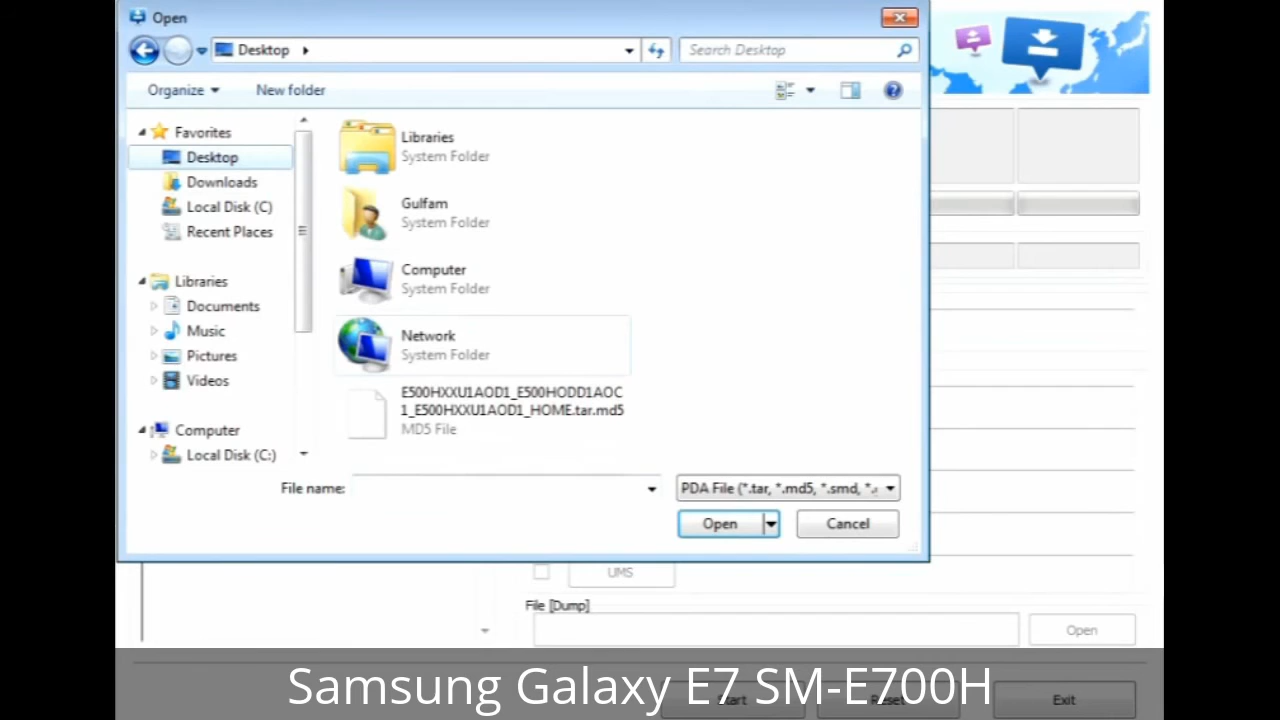 Open
Desktop
Search Desktop
Organize
New folder
Favorites
Desktop
Downloads
Local Disk (C)
Recent Places
Libraries
Documents
Music
Pictures
Videos
Computer
Local Disk (C:)
Libraries
System Folder
Gulfam
System Folder
Computer
System Folder
Network
System Folder
E500HXXU1AOD1_E500HODD1AOC
1_E500HXXU1AOD1_HOME.tar.md5
MD5 File
File name:
PDA File (*.tar, *.md5, *.smd, *.
Open
Cancel
UMS
File [Dump]
Open
Start
Reset
Exit
Samsung Galaxy E7 SM-E700H